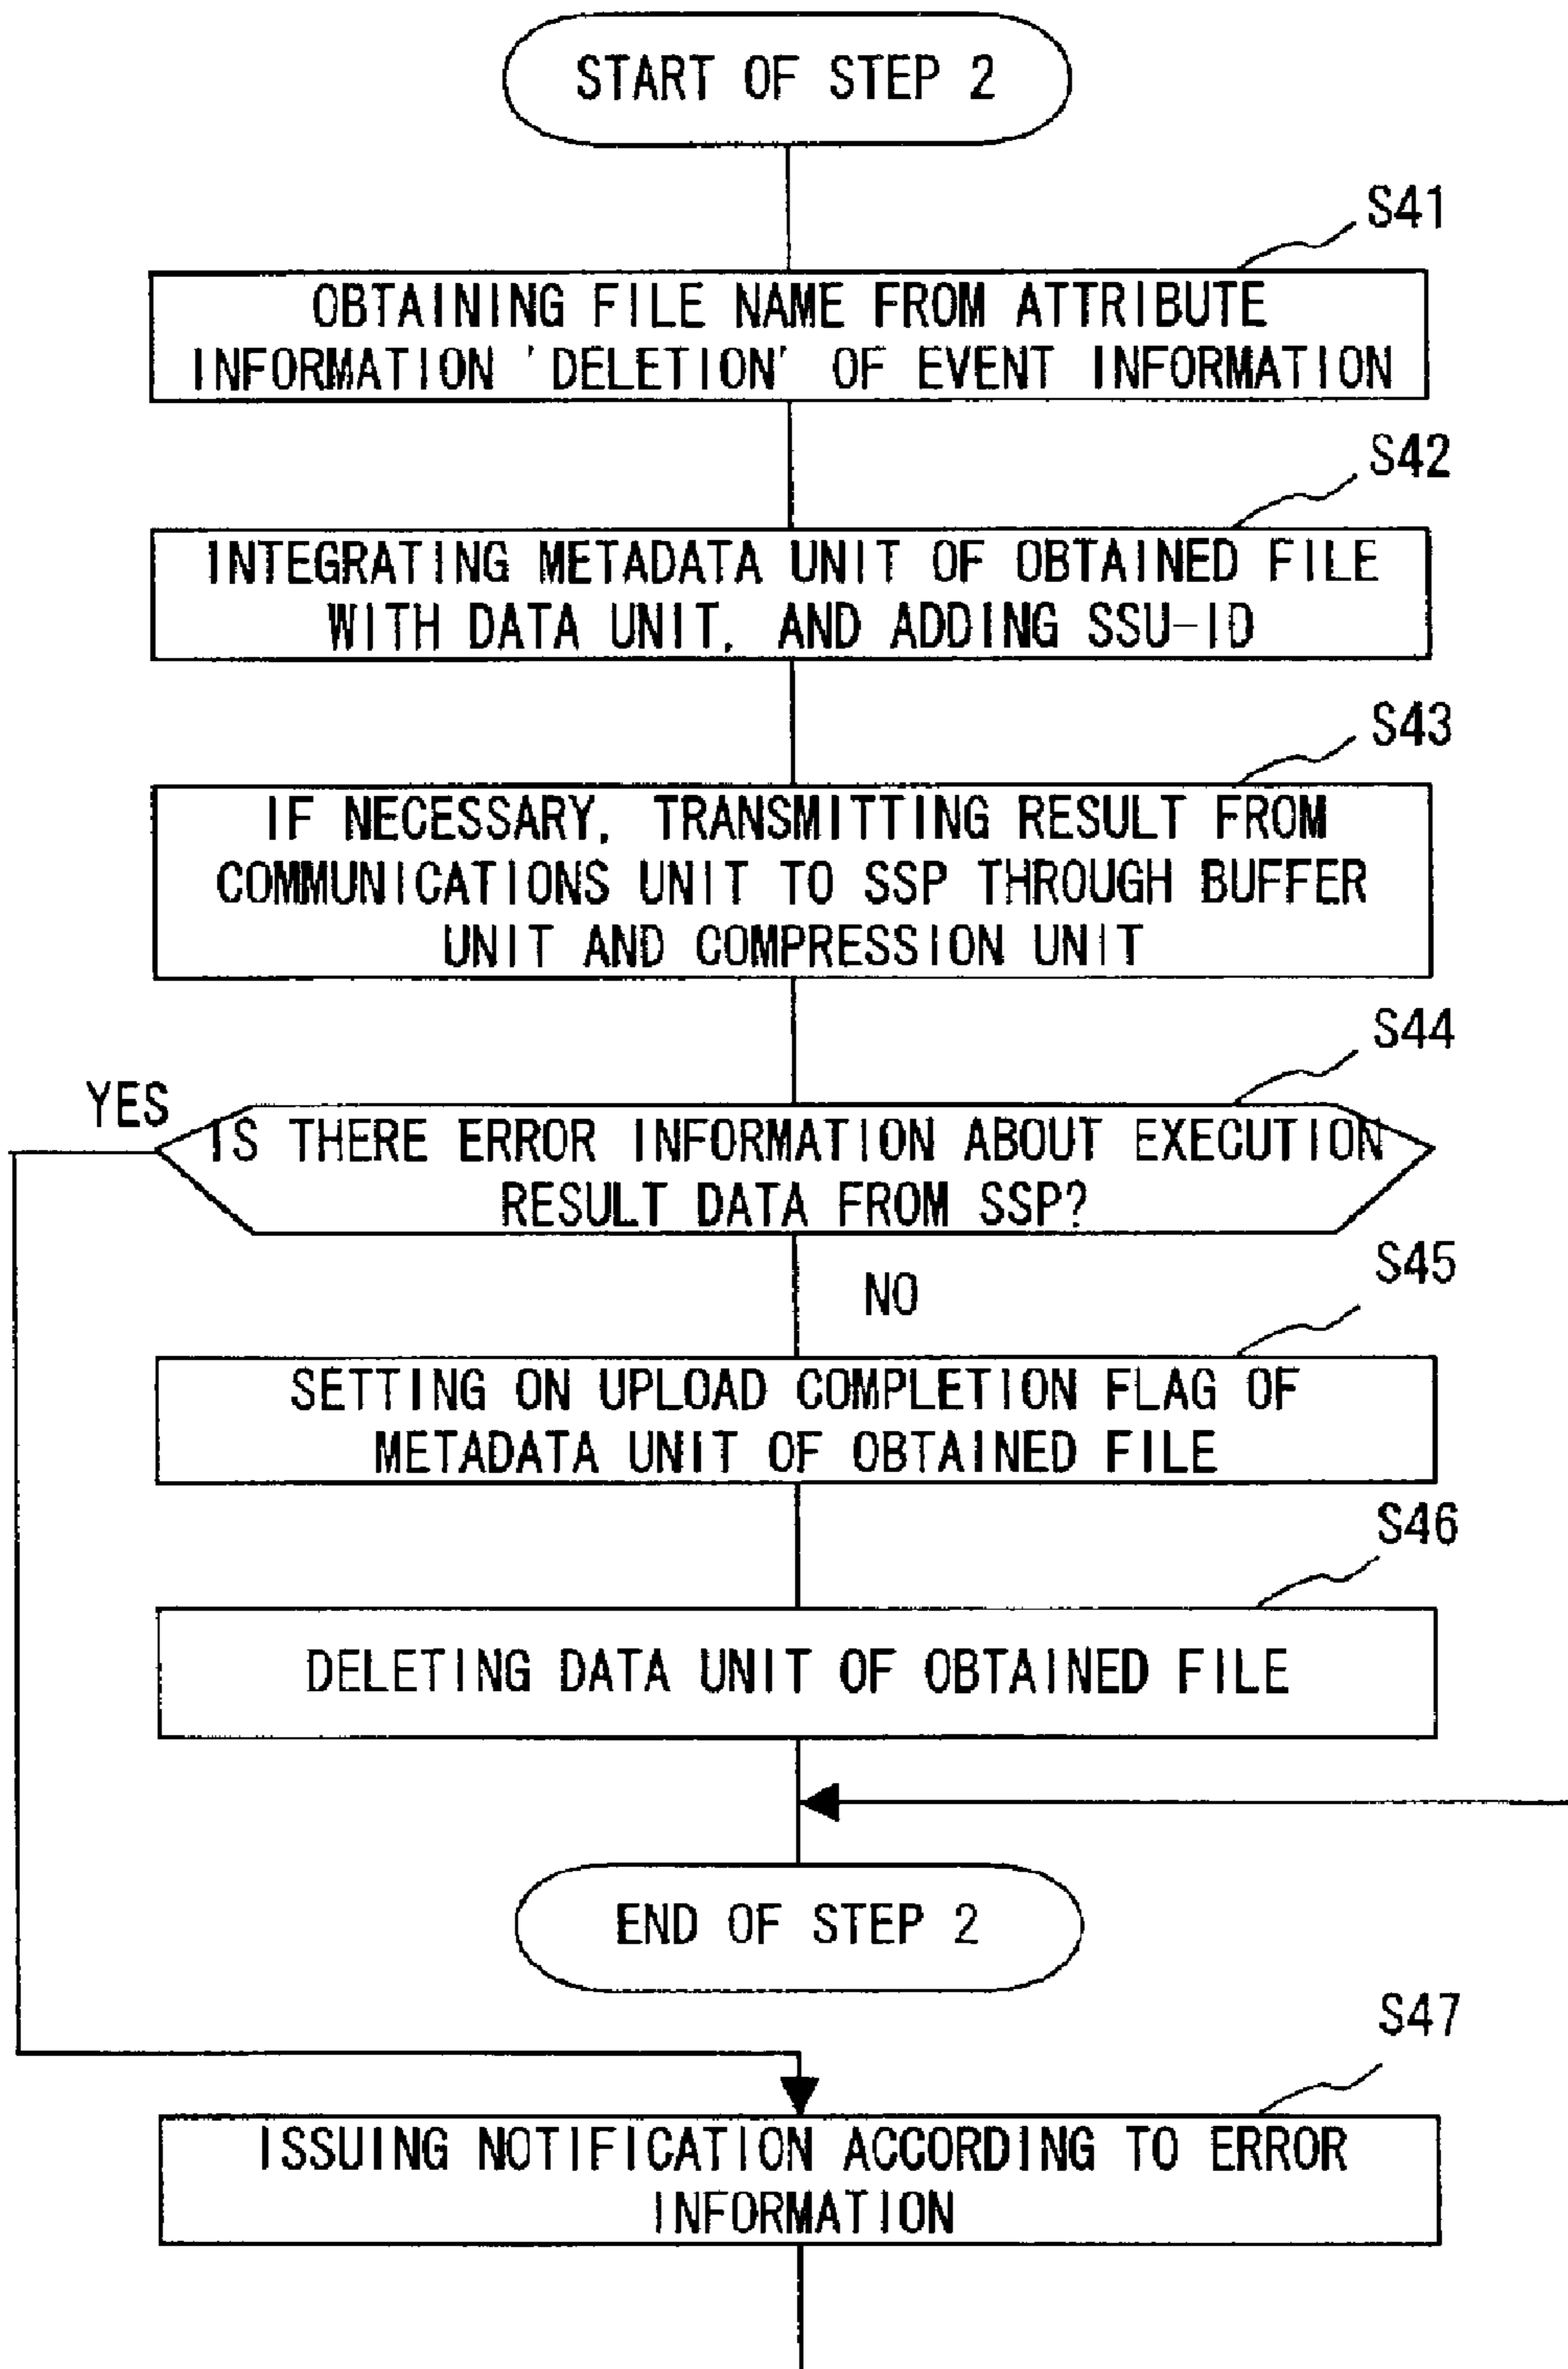 START OF STEP 2
S41
OBTAINING FILE NAME FROM ATTRIBUTE
INFORMATION 'DELETION' OF EVENT INFORMATION
S42
INTEGRATING METADATA UNIT OF OBTAINED FILE
WITH DATA UNIT, AND ADDING SSU-ID
S43
IF NECESSARY, TRANSMITTING RESULT FROM
COMMUNICATIONS UNIT TO SSP THROUGH BUFFER
UNIT AND COMPRESSION UNIT
S44
YES
IS THERE ERROR INFORMATION ABOUT EXECUTION
RESULT DATA FROM SSP?
S45
NO
SETTING ON UPLOAD COMPLETION FLAG OF
METADATA UNIT OF OBTAINED FILE
S46
DELETING DATA UNIT OF OBTAINED FILE
END OF STEP 2
S47
ISSUING NOTIFICATION ACCORDING TO ERROR
INFORMATION